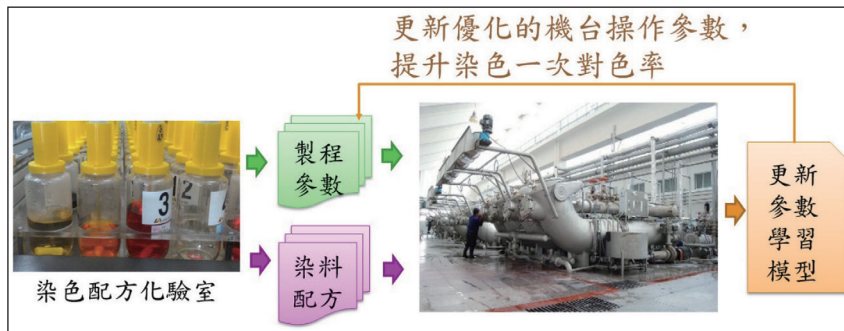 更新優化的機台操作參數，
提升染色一次對色率
製程
參數
3
12
染料
配方
更新
參數
學習
模型
染色配方化驗室